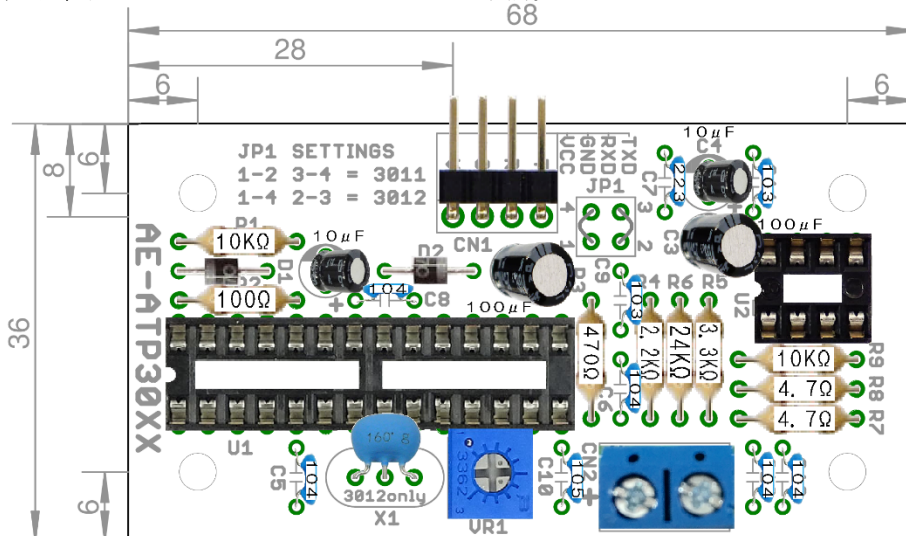 68
28
6
6
8
6
36
6
JP1 SETTINGS
1-2 3-4 = 3011
1-4 2-3 = 3012
AE-ATP30XX
VCC
GND
RXD
TXD
CN1
JP1
4
3
1
2
10μF
C4
C7
223
103
C3
100μF
U2
R1
10KΩ
D1
R2
100Ω
10μF
+
D2
104
C8
100μF
R3
C9
103
R4
R6
R5
470Ω
2.2KΩ
24KΩ
3.3KΩ
C6
104
10KΩ
R9
4.7Ω
R8
4.7Ω
R7
U1
C5
104
160 8
3012only
X1
3362
VR1
C10
105
CN2
+
104
104